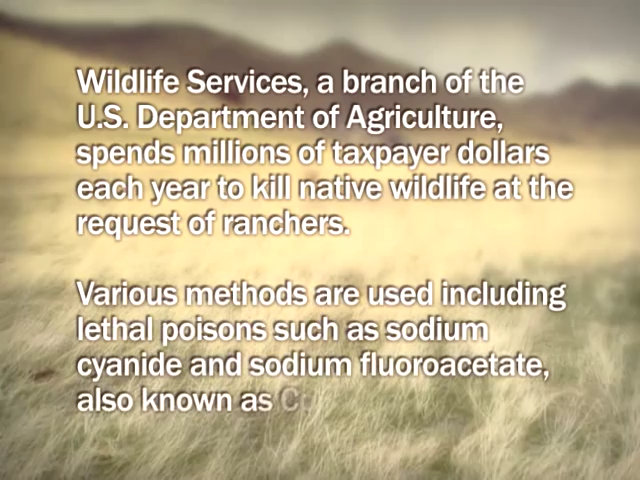 Wildlife Services, a branch of the
U.S. Department of Agriculture,
spends millions of taxpayer dollars
each year to kill native wildlife at the
request of ranchers.
Various methods are used including
lethal poisons such as sodium
cyanide and sodium fluoroacetate,
also known as